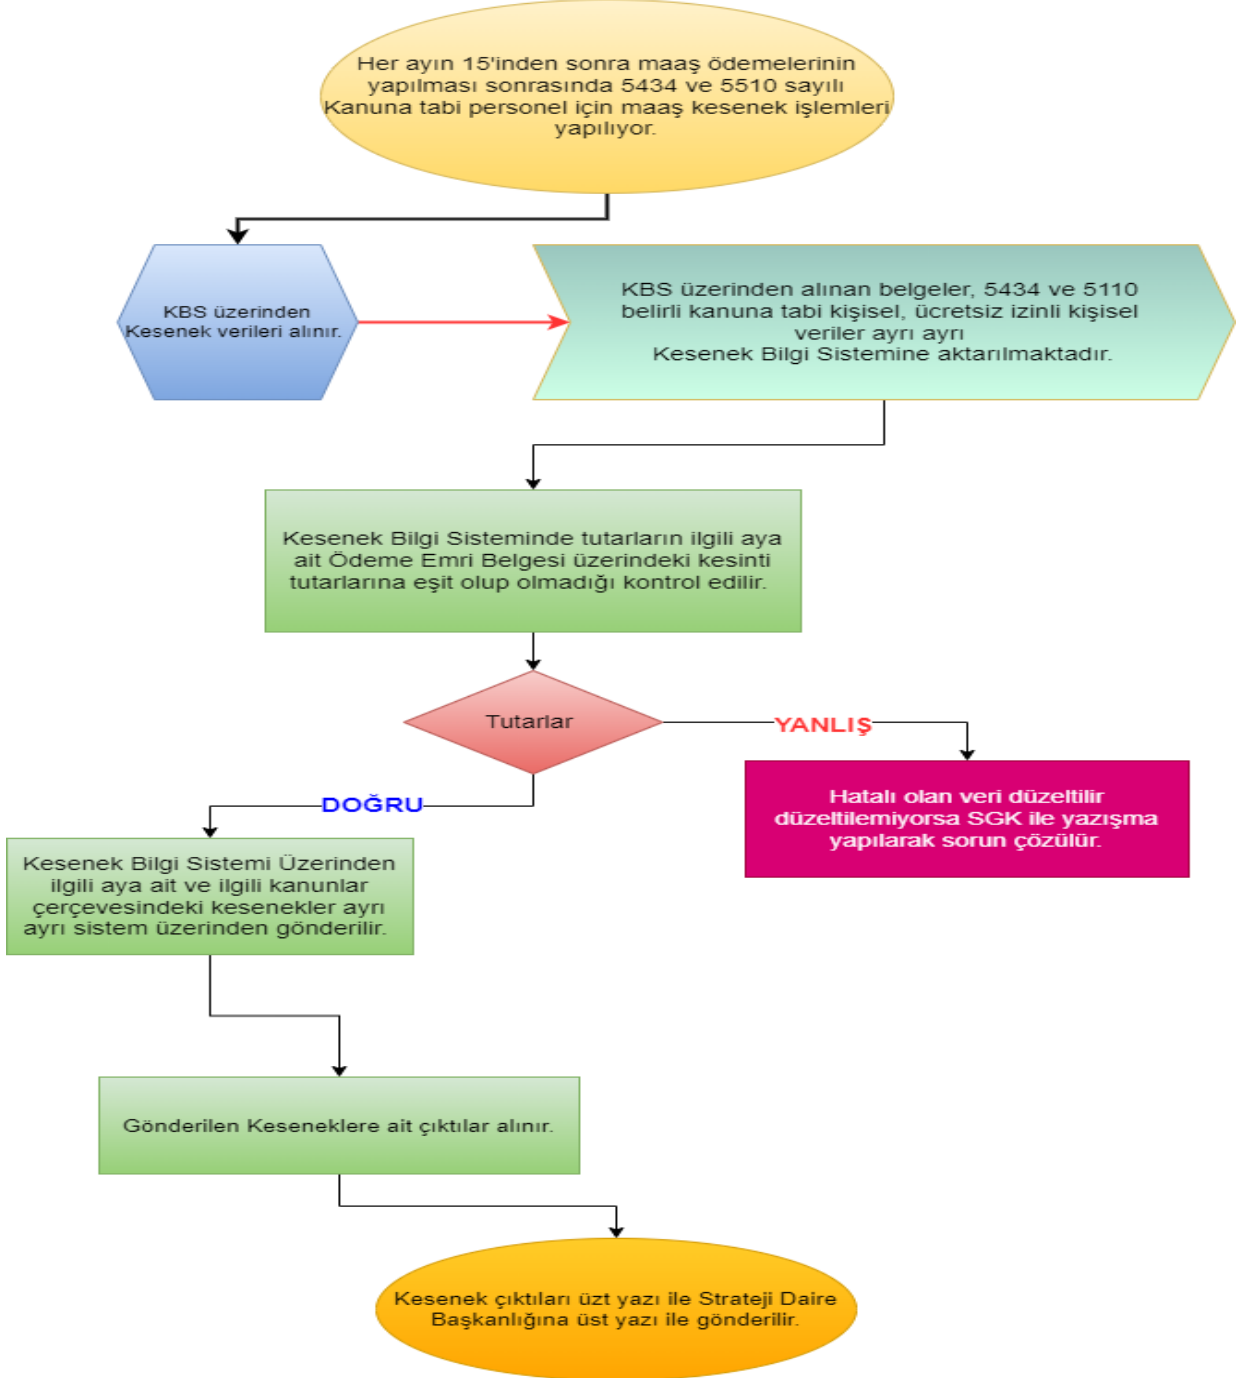 Her ayın 15'inden sonra maaş ödemelerinin
yapılması sonrasında 5434 ve 5510 sayılı
Kanuna tabi personel için maaş kesenek işlemleri
yapılıyor.
KBS üzerinden
Kesenek verileri alınır.
KBS üzerinden alınan belgeler, 5434 ve 5110
belirli kanuna tabi kişisel, ücretsiz izinli kişisel
veriler ayrı ayrı
Kesenek Bilgi Sistemine aktarılmaktadır.
Kesenek Bilgi Sisteminde tutarların ilgili aya
ait Ödeme Emri Belgesi üzerindeki kesinti
tutarlarına eşit olup olmadığı kontrol edilir.
Tutarlar
YANLIŞ
Hatalı olan veri düzeltilir
düzeltilemiyorsa SGK ile yazışma
yapılarak sorun çözülür.
DOĞRU
Kesenek Bilgi Sistemi Üzerinden
ilgili aya ait ve ilgili kanunlar
çerçevesindeki kesenekler ayrı
ayrı sistem üzerinden gönderilir.
Gönderilen Keseneklere ait çıktılar alınır.
Kesenek çıktıları üzt yazı ile Strateji Daire
Başkanlığına üst yazı ile gönderilir.